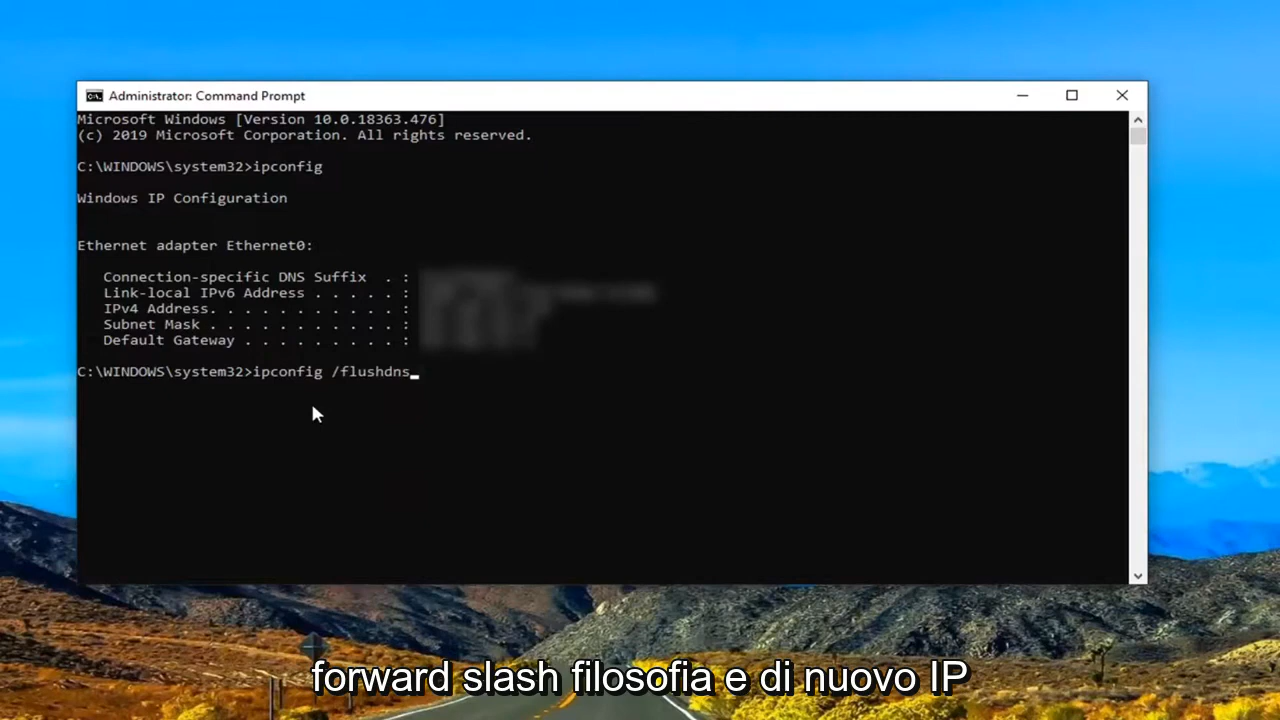 Administrator: Command Prompt
Microsoft Windows [Version 10.0.18363.476]
(c) 2019 Microsoft Corporation. All rights reserved.
C:\WINDOWS\system32>ipconfig
Windows IP Configuration
Ethernet adapter Ethernet0:
Connection-specific DNS Suffix . :
Link-local IPv6 Address . . . . . :
IPv4 Address. . . . . . . . . . . :
Subnet Mask . . . . . . . . . . . :
Default Gateway . . . . . . . . . :
C:\WINDOWS\system32>ipconfig /flushdns_
forward slash filosofia e di nuovo IP